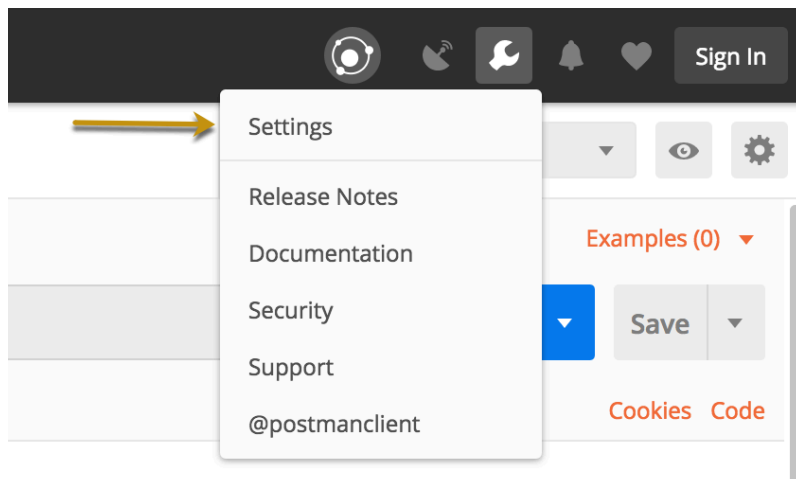 Sign In
Settings
Release Notes
Examples (0)
Documentation
Security
Save
Support
@postmanclient
Cookies Code